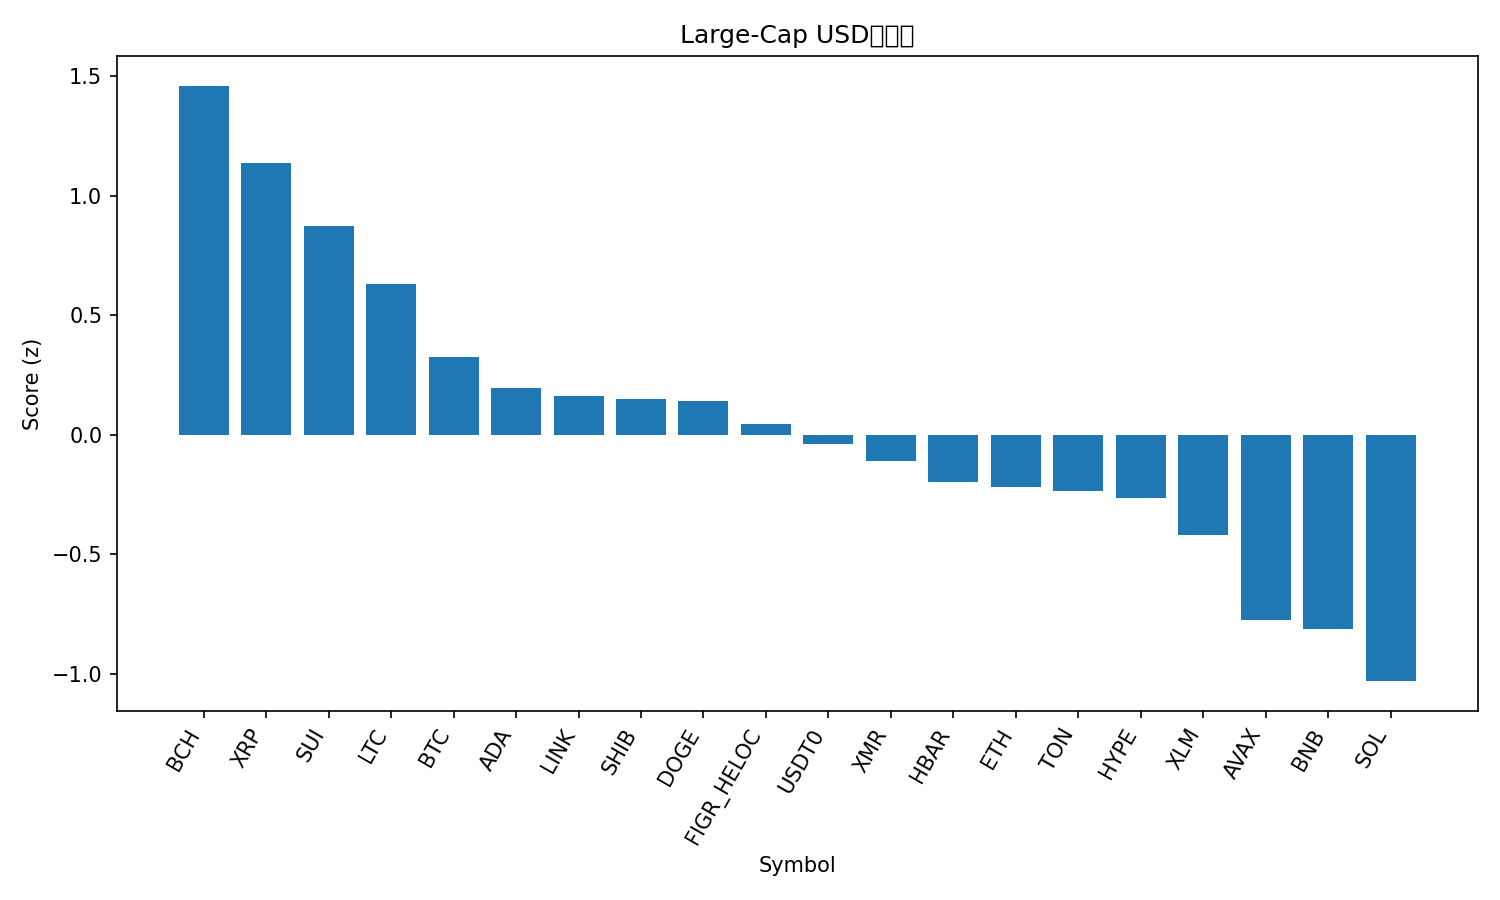 Large-Cap USD
Score (z)
1.5
1.0
0.5
0.0
−0.5
−1.0
BCH
XRP
SUI
LTC
BTC
ADA
LINK
SHIB
DOGE
FIGR_HELOC
USDT0
XMR
HBAR
ETH
TON
HYPE
XLM
AVAX
BNB
SOL
Symbol